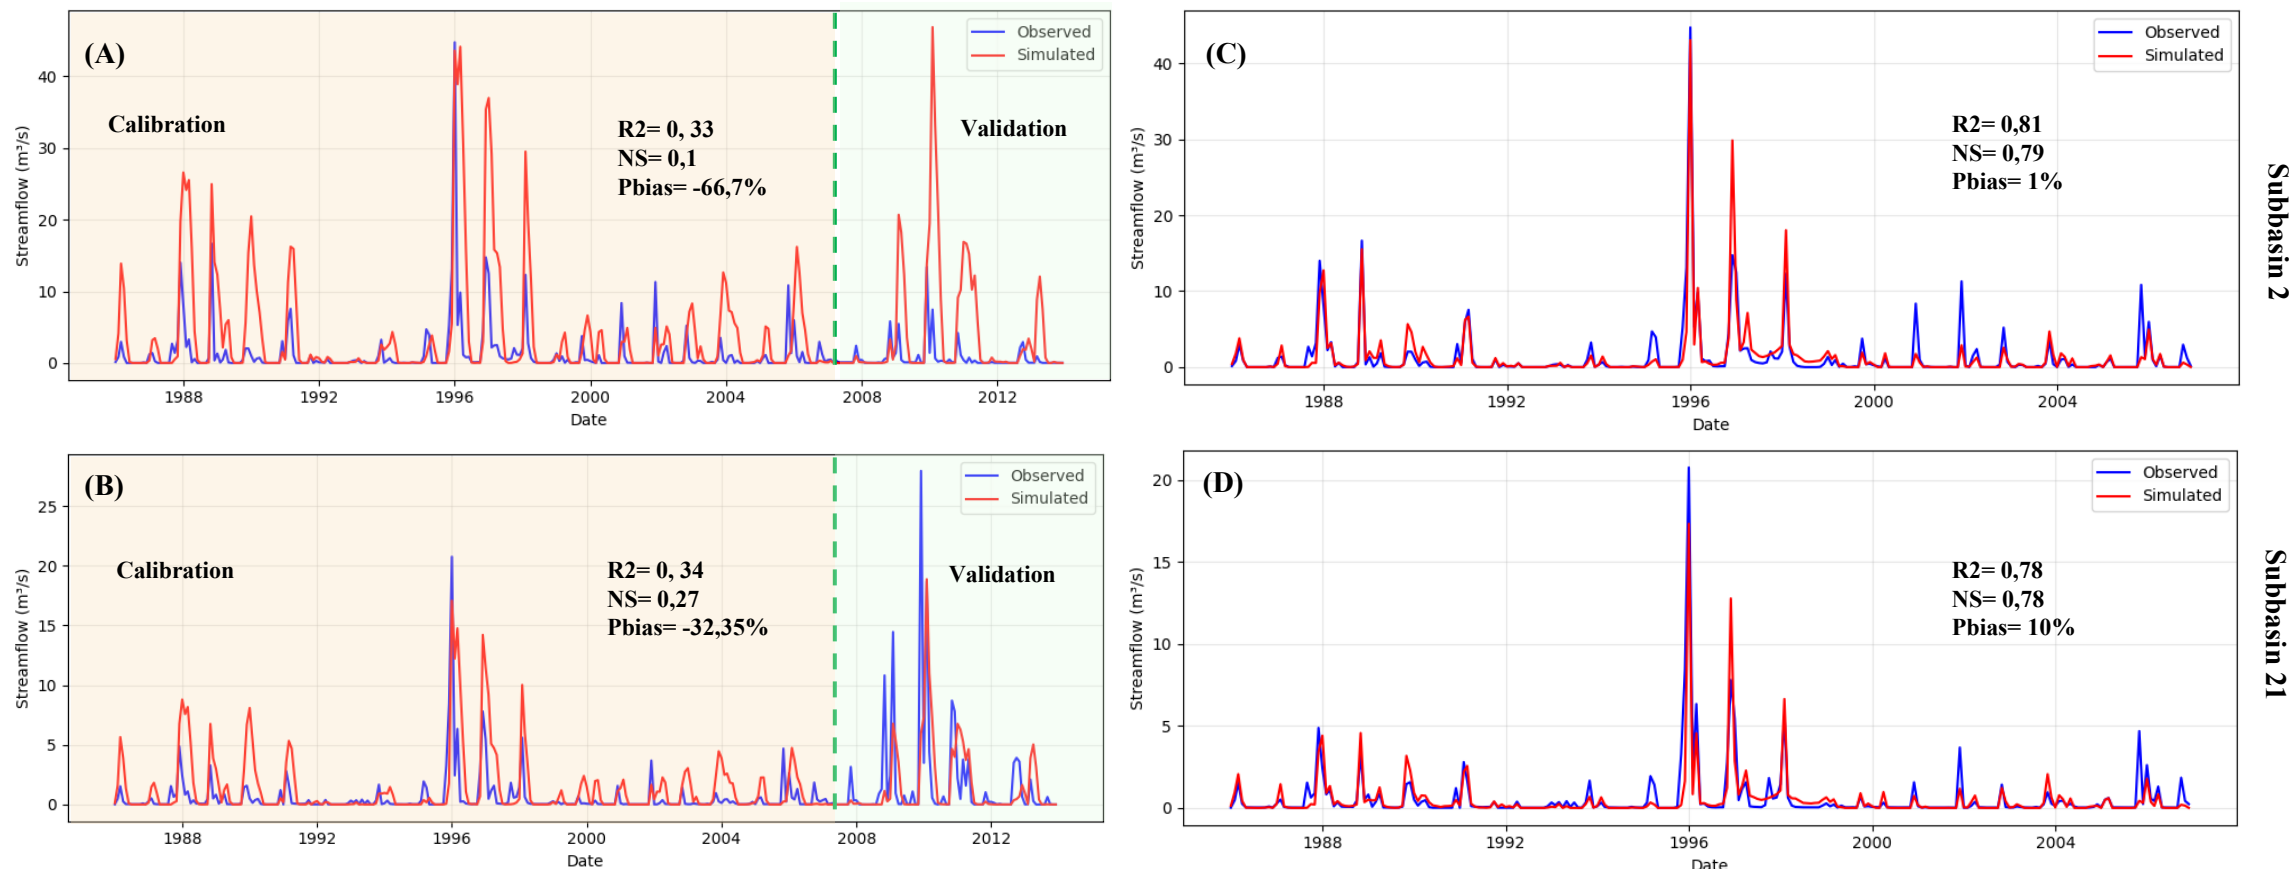 (A)
Observed
Simulated
Calibration
R2= 0, 33
NS= 0,1
Pbias= -66,7%
Validation
Streamflow (m³/s)
40
30
20
10
0
1988
1992
1996
2000
2004
2008
2012
Date
(C)
Observed
Simulated
R2= 0,81
NS= 0,79
Pbias= 1%
Streamflow (m³/s)
40
30
20
10
0
1988
1992
1996
2000
2004
Date
Subbasin 2
(B)
Observed
Simulated
Calibration
R2= 0, 34
NS= 0,27
Pbias= -32,35%
Validation
Streamflow (m³/s)
25
20
15
10
5
0
1988
1992
1996
2000
2004
2008
2012
Date
(D)
Observed
Simulated
R2= 0,78
NS= 0,78
Pbias= 10%
Streamflow (m³/s)
20
15
10
5
0
1988
1992
1996
2000
2004
Date
Subbasin 21